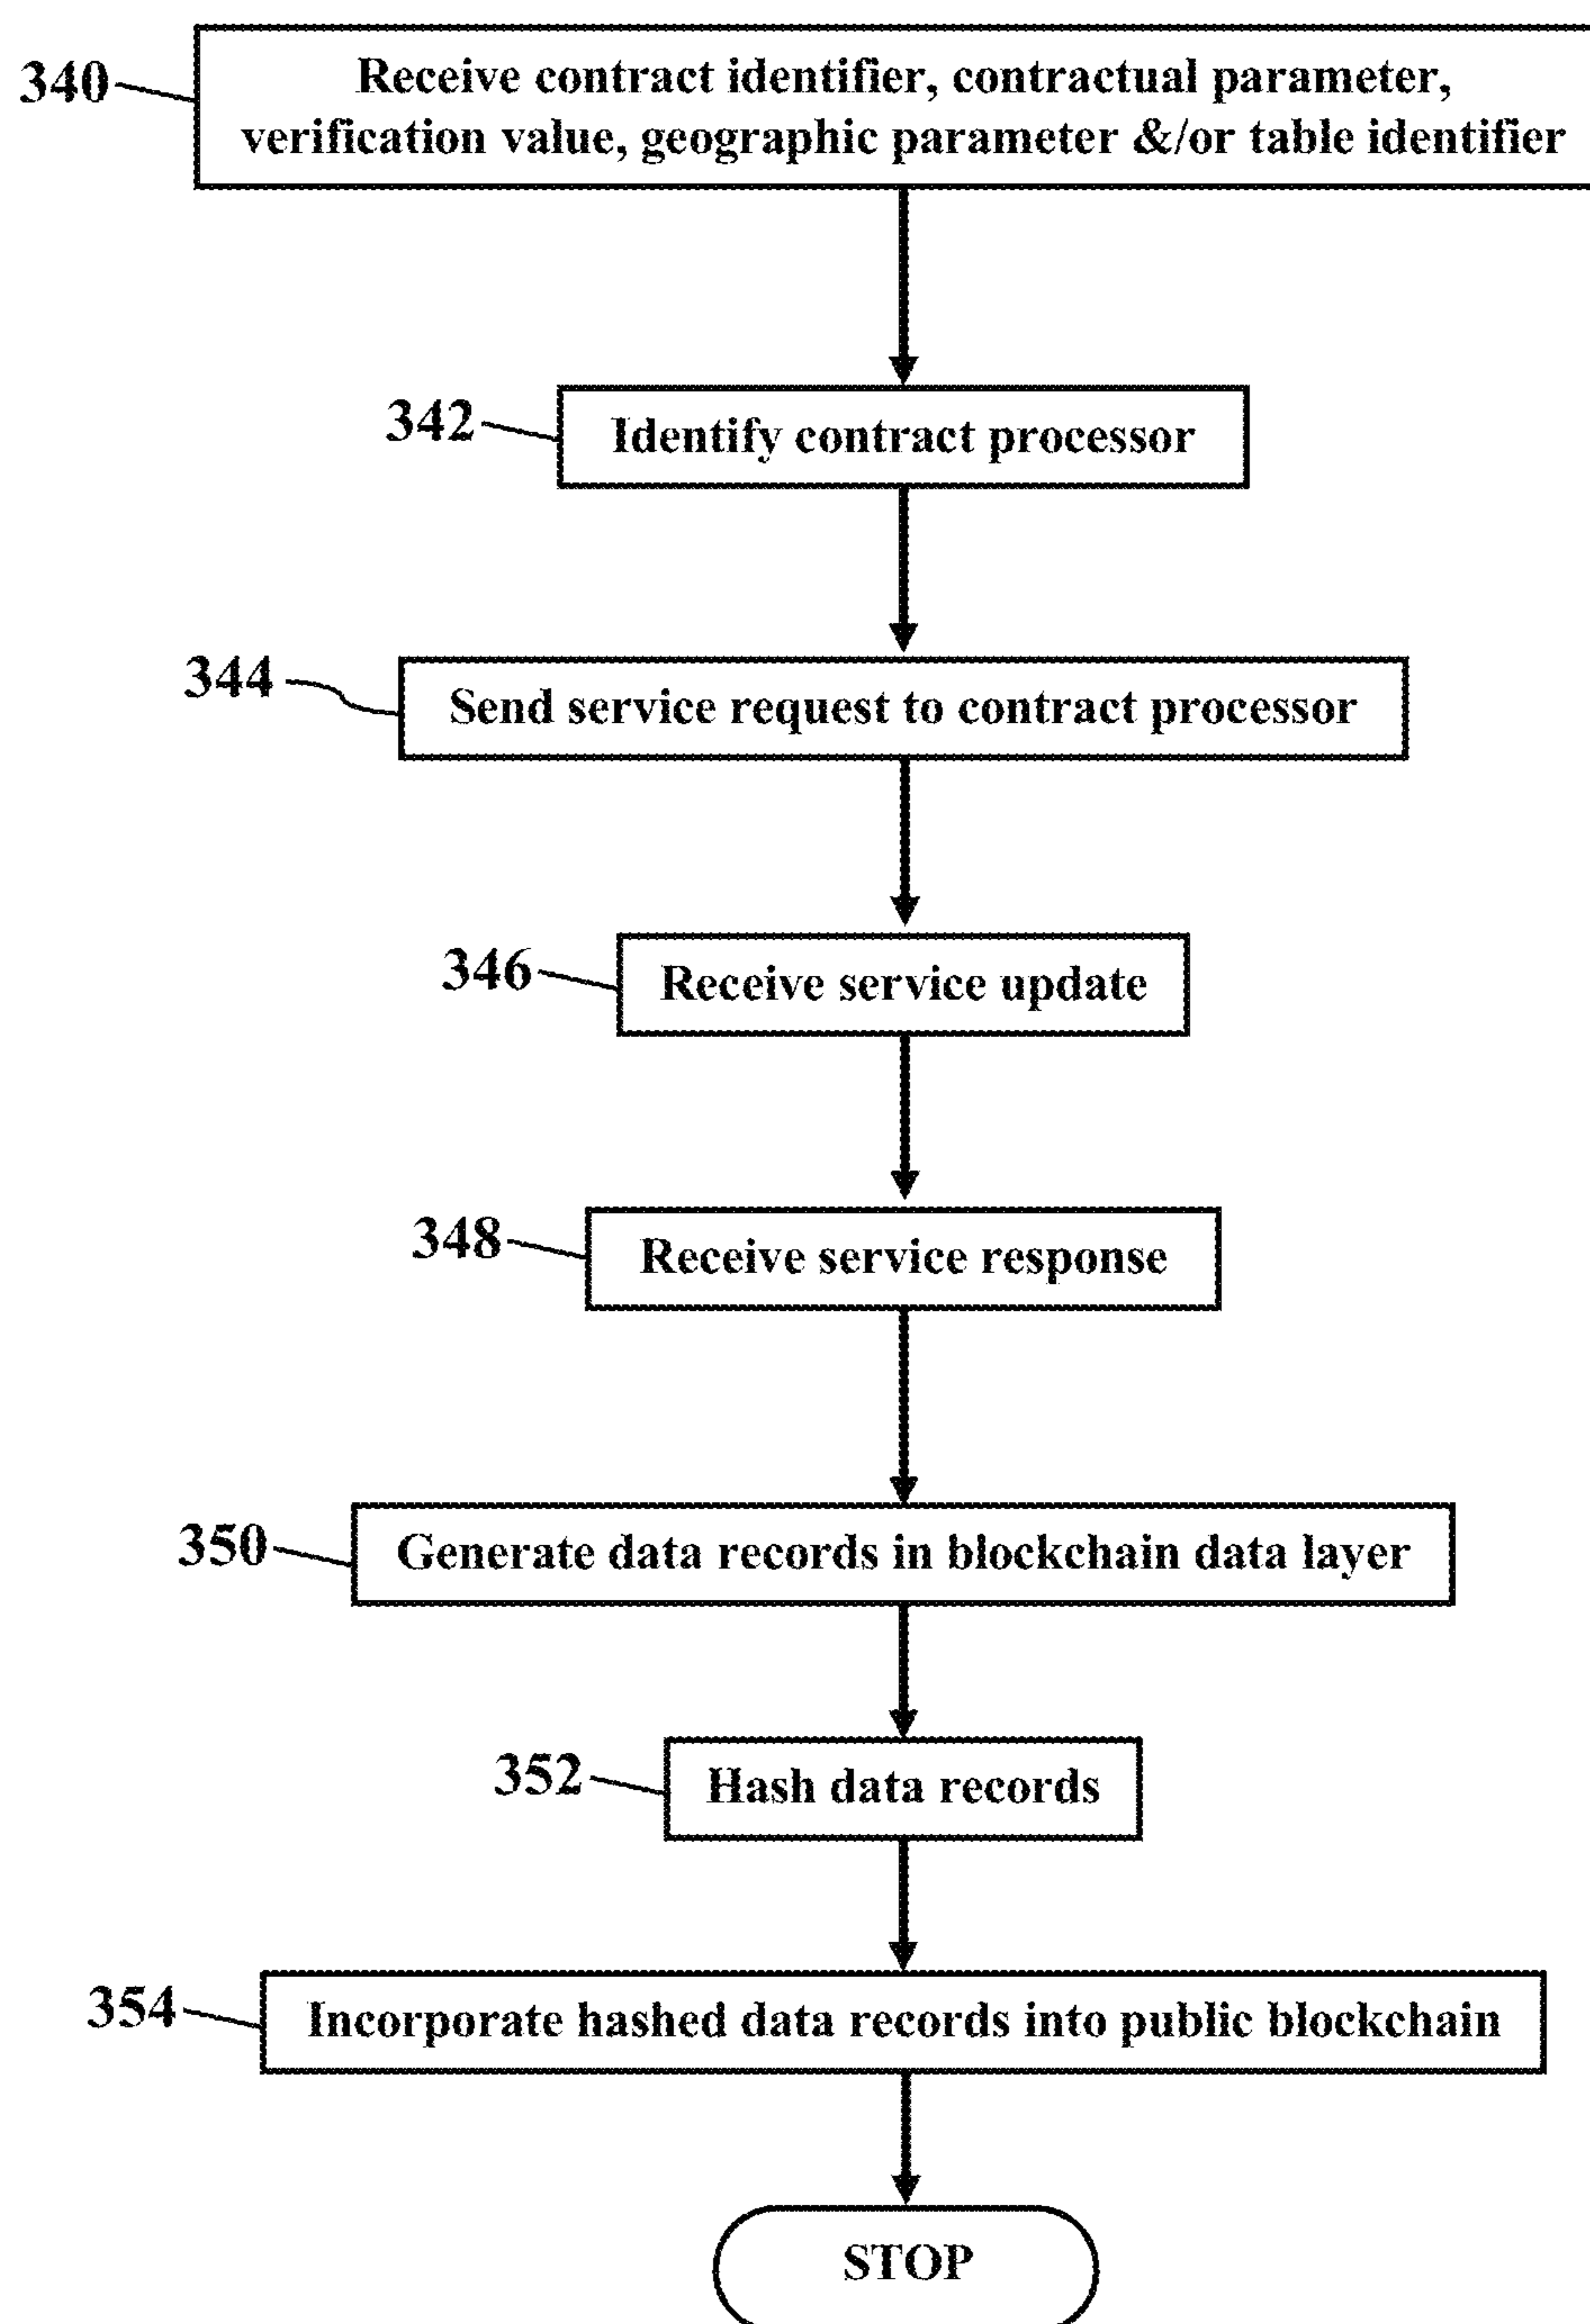 340
Receive contract identifier, contractual parameter,
verification value, geographic parameter &/or table identifier
342
Identify contract processor
344
Send service request to contract processor
346
Receive service update
348
Receive service response
350
Generate data records in blockchain data layer
352
Hash data records
354
Incorporate hashed data records into public blockchain
STOP